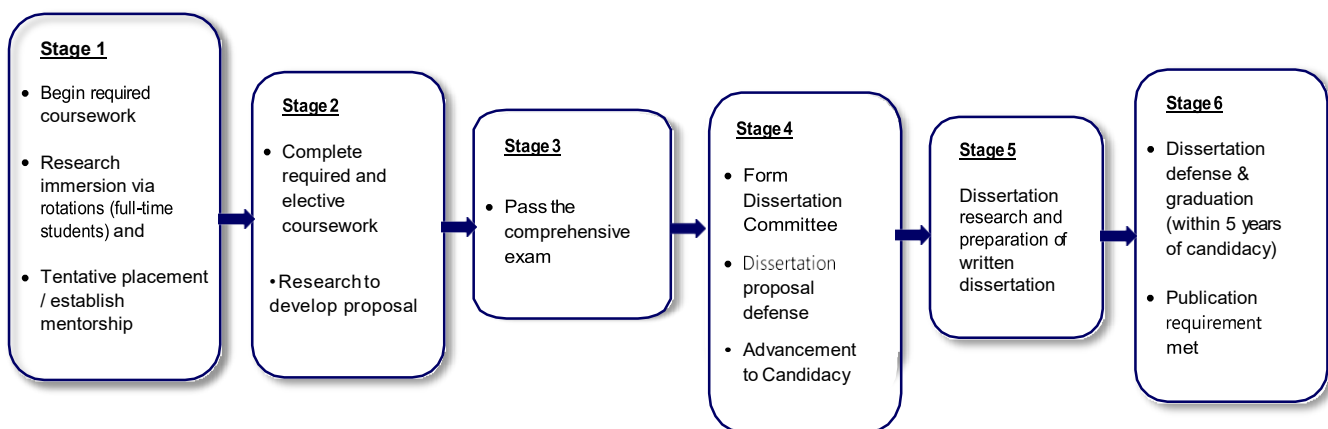 Stage 1
• Begin required
coursework
• Research
immersion via
rotations (full-time
students) and
• Tentative placement
/ establish
mentorship
Stage 2
• Complete
required and
elective
coursework
• Research to
develop proposal
Stage 3
• Pass the
comprehensive
exam
Stage 4
• Form
Dissertation
Committee
• Dissertation
proposal
defense
• Advancement
to Candidacy
Stage 5
Dissertation
research and
preparation of
written
dissertation
Stage 6
• Dissertation
defense &
graduation
(within 5 years
of candidacy)
• Publication
requirement
met